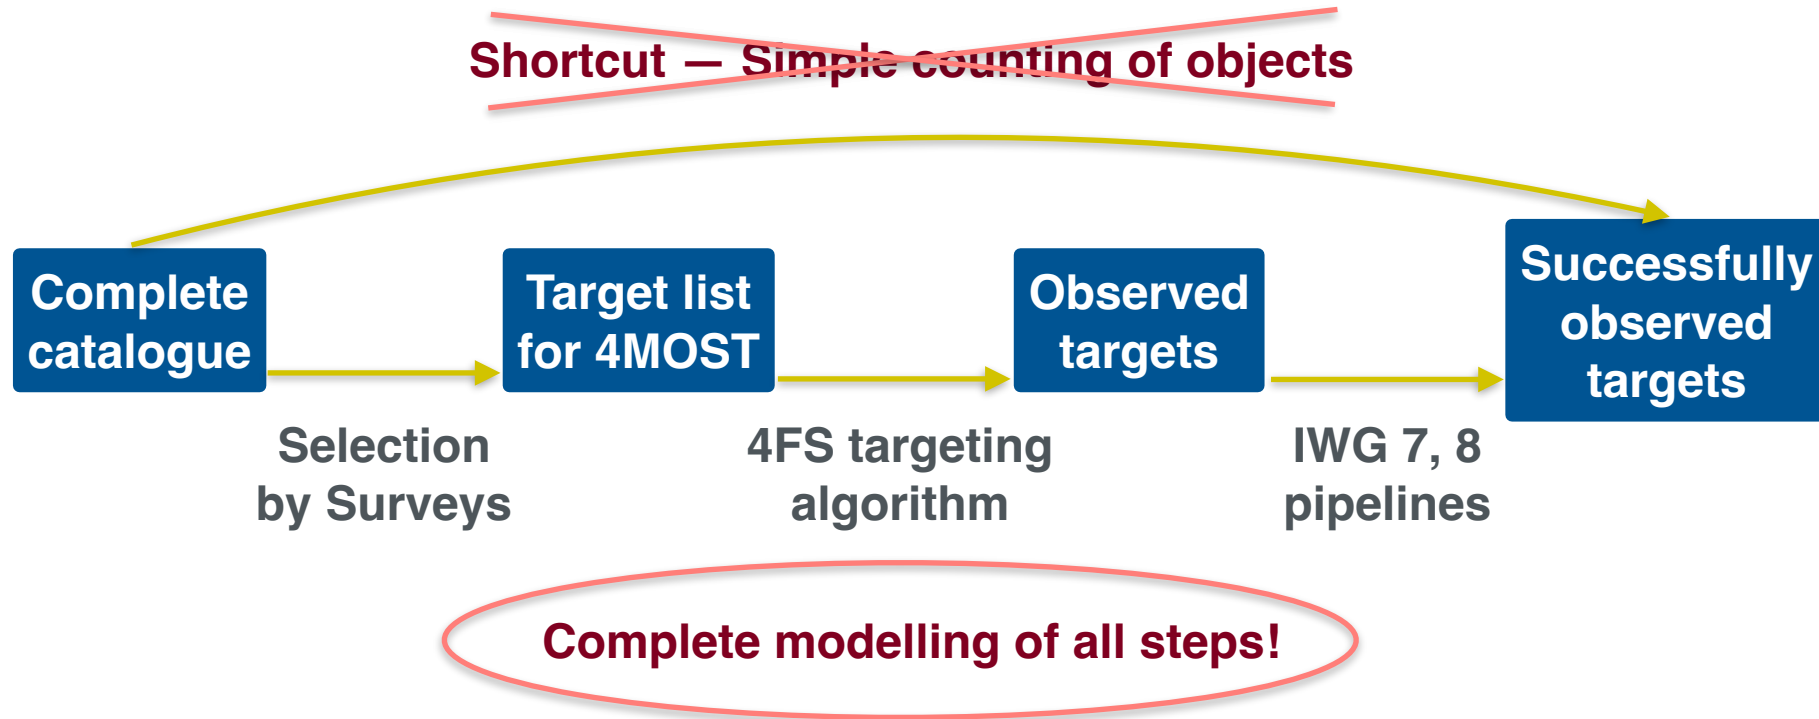 Shortcut — Simple counting of objects
Complete
catalogue
Target list
for 4MOST
Observed
targets
Successfully
observed
targets
Selection
by Surveys
4FS targeting
algorithm
IWG 7, 8
pipelines
Complete modelling of all steps!